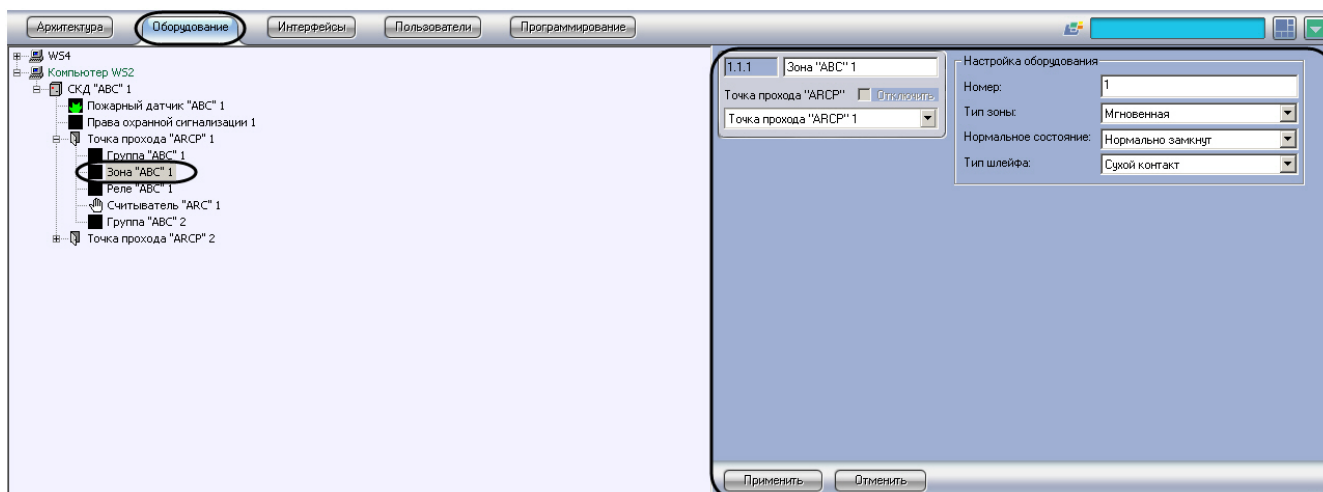 Архитектура Оборудование Интерфейсы Пользователи Программирование
WS4
Компьютер WS2
СКД "ABC" 1
Пожарный датчик "ABC" 1
Права охранной сигнализации 1
Точка прохода "ARCP" 1
Группа "ABC" 1
Зона "ABC" 1
Реле "ABC" 1
Считыватель "ARC" 1
Группа "ABC" 2
Точка прохода "ARCP" 2
1.1.1 Зона "ABC" 1
Точка прохода "ARCP" Отключить
Точка прохода "ARCP" 1
Настройка оборудования
Номер: 1
Тип зоны: Мгновенная
Нормальное состояние: Нормально замкнут
Тип шлейфа: Сухой контакт
Применить Отменить